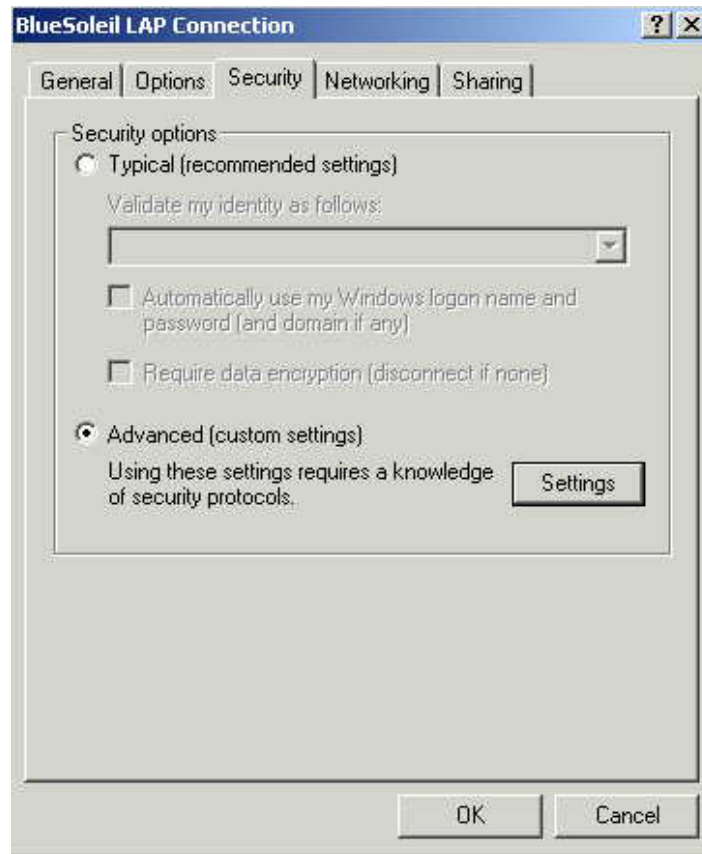 BlueSoleil LAP Connection
General Options Security Networking Sharing
Security options
Typical (recommended settings)
Validate my identity as follows:
Automatically use my Windows logon name and
password (and domain if any)
Require data encryption (disconnect if none)
Advanced (custom settings)
Using these settings requires a knowledge
of security protocols.
Settings
OK Cancel